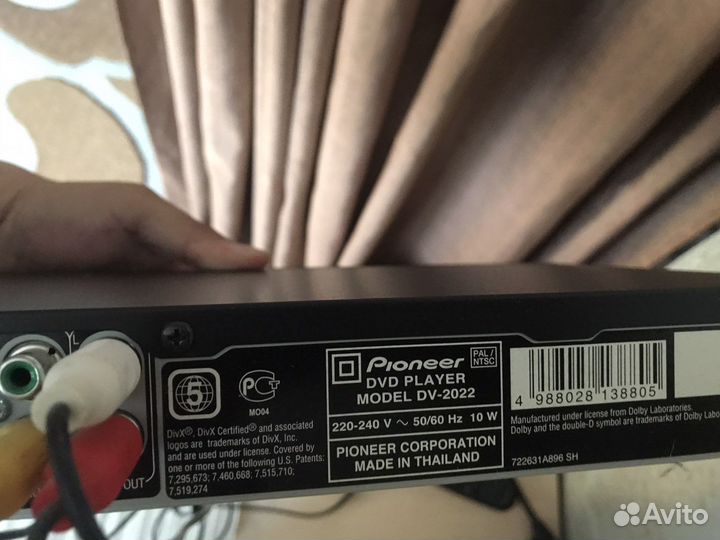 Y L
OUT
5
PC
MO04
DivX®, DivX Certified® and associated
logos are trademarks of DivX, Inc.
and are used under license. Covered by
one or more of the following U.S. Patents:
7,295,673; 7,460,668; 7,515,710;
7,519,274
Pioneer
PAL /
NTSC
DVD PLAYER
MODEL DV-2022
220-240 V ~ 50/60 Hz 10 W
PIONEER CORPORATION
MADE IN THAILAND
4 988028 138805
Manufactured under license from Dolby Laboratories.
Dolby and the double-D symbol are trademarks of Dolby Laboratories.
722631A896 SH
Avito